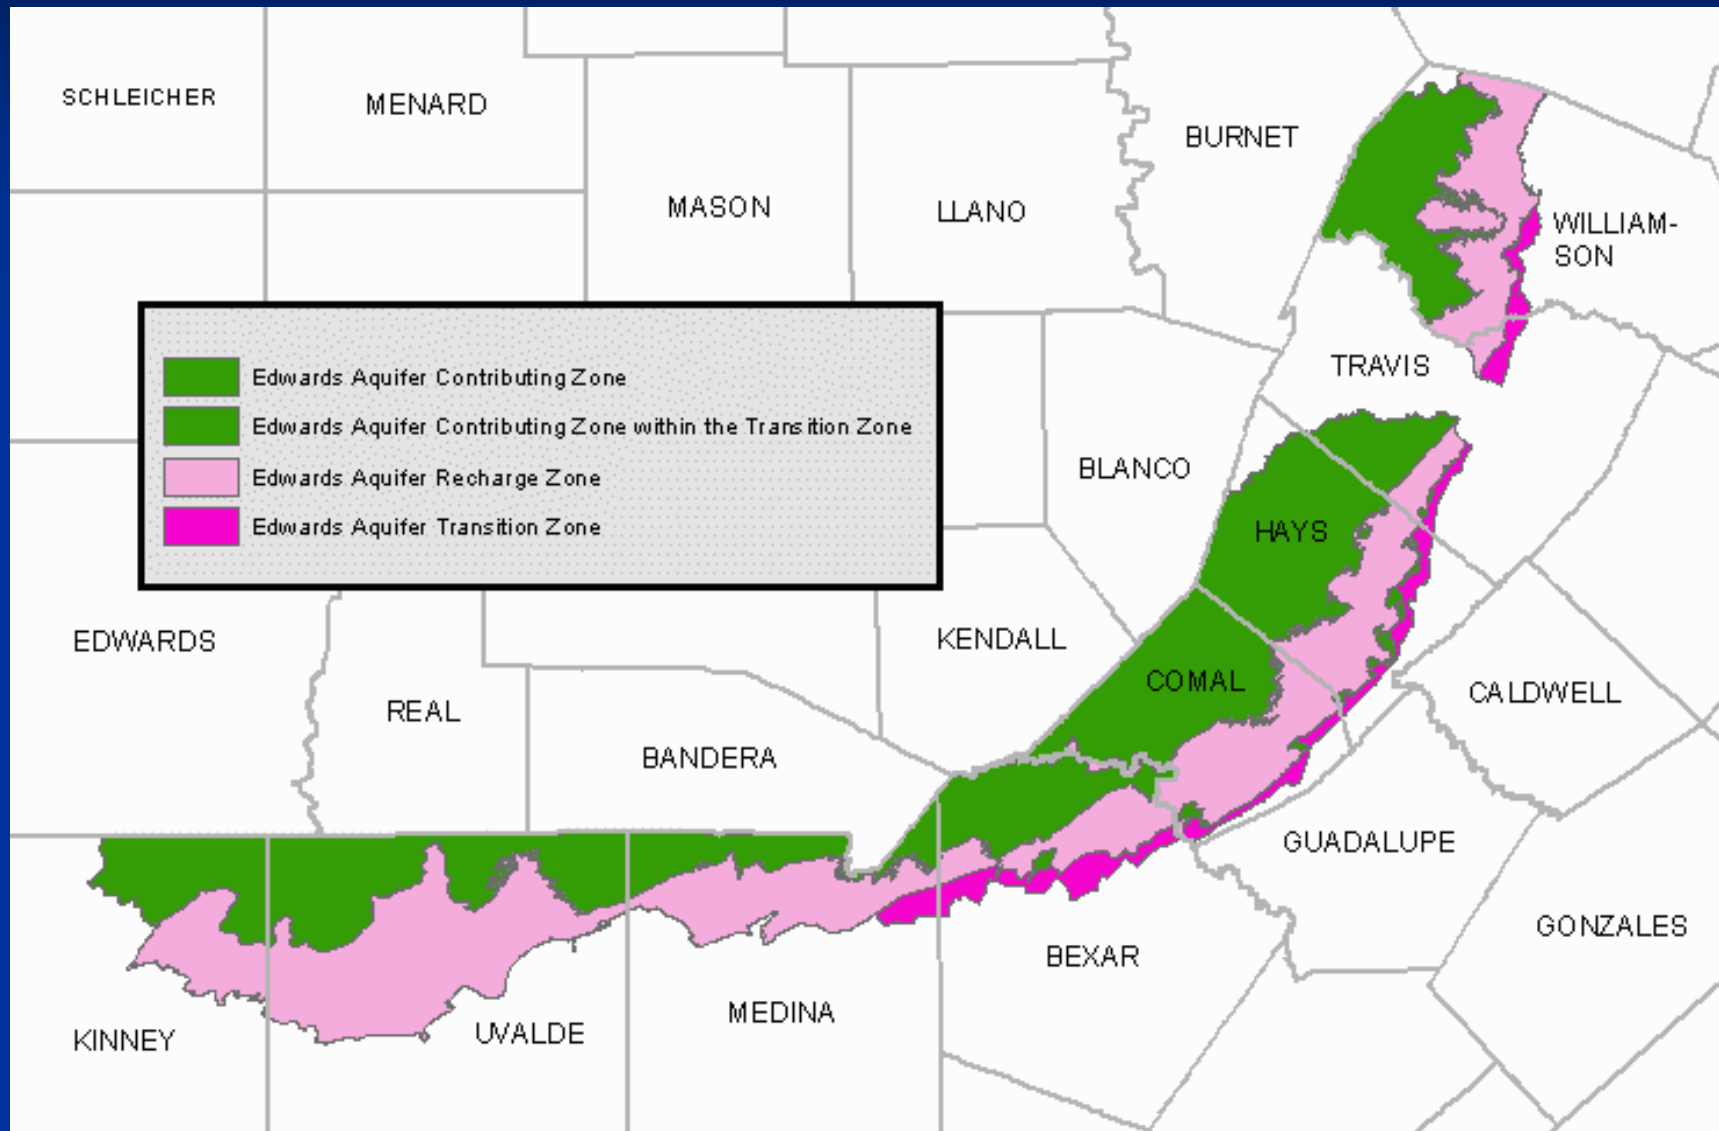 SCHLEICHER
MENARD
BURNET
MASON
LLANO
WILLIAM-
SON
TRAVIS
Edwards Aquifer Contributing Zone
Edwards Aquifer Contributing Zone within the Transition Zone
Edwards Aquifer Recharge Zone
Edwards Aquifer Transition Zone
BLANCO
HAYS
EDWARDS
KENDALL
COMAL
CALDWELL
REAL
BANDERA
GUADALUPE
GONZALES
BEXAR
MEDINA
UVALDE
KINNEY